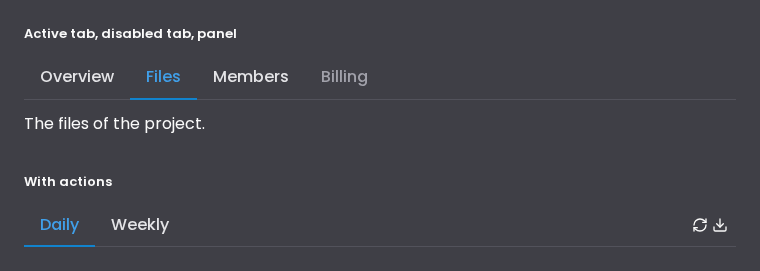 Active tab, disabled tab, panel
Overview Files Members Billing
The files of the project.
With actions
Daily Weekly